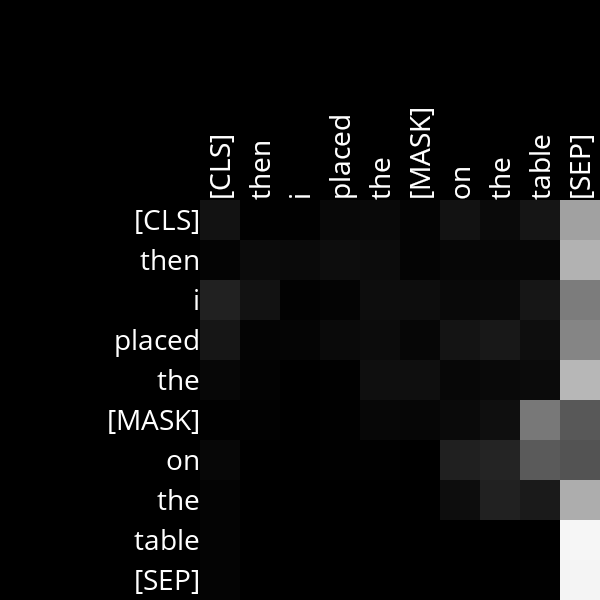 [CLS]
then
i
placed
the
[MASK]
on
the
table
[SEP]
[CLS]
then
i
placed
the
[MASK]
on
the
table
[SEP]